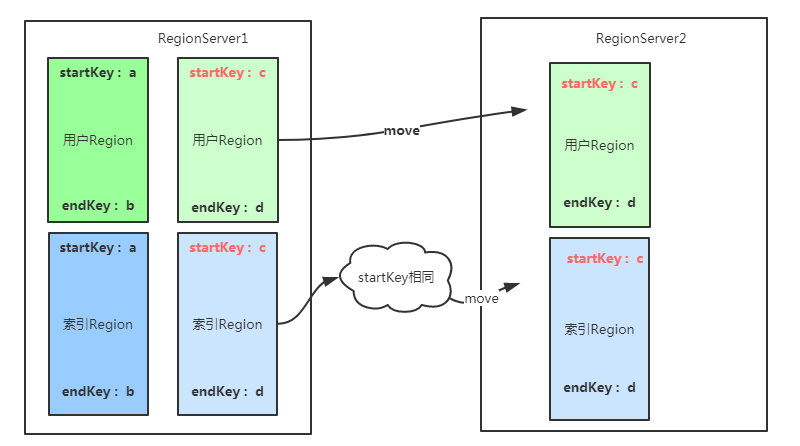 RegionServer1
startKey：a
用户Region
endKey：b
startKey：c
用户Region
endKey：d
startKey：a
索引Region
endKey：b
startKey：c
索引Region
endKey：d
move
startKey相同
move
RegionServer2
startKey：c
用户Region
endKey：d
startKey：c
索引Region
endKey：d